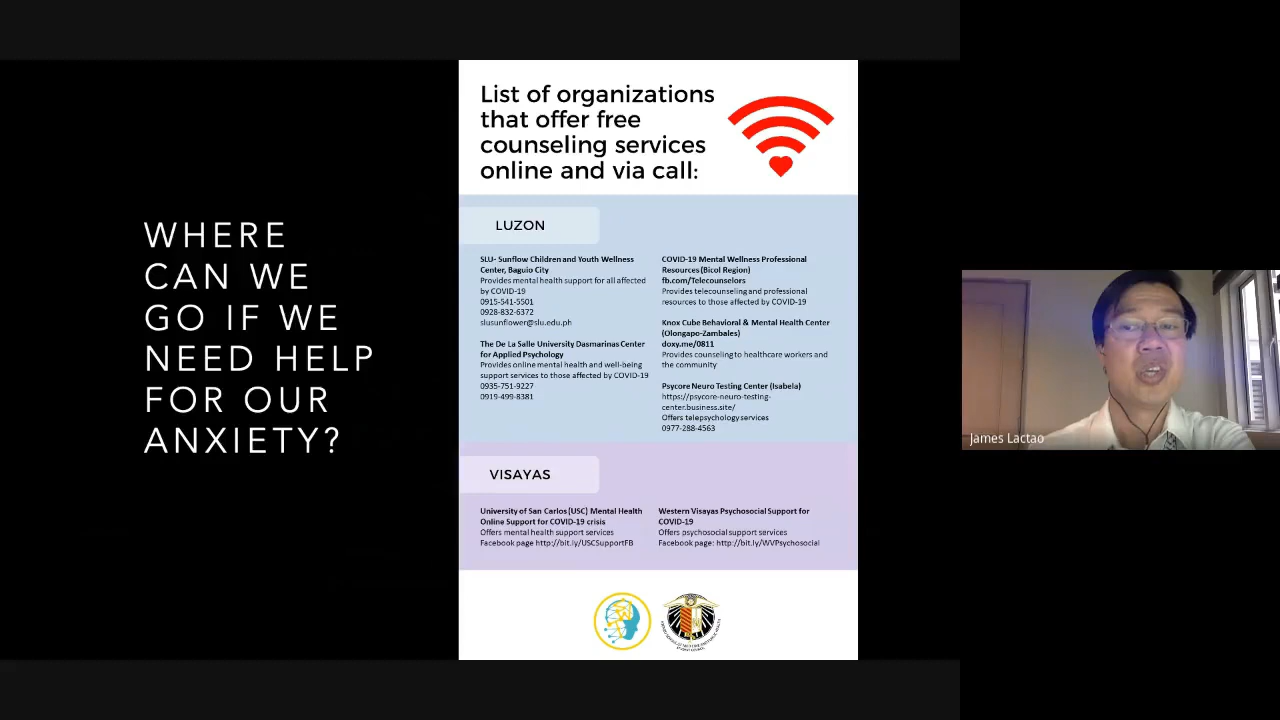 WHERE
CAN WE
GO IF WE
NEED HELP
FOR OUR
ANXIETY?
List of organizations
that offer free
counseling services
online and via call:
LUZON
SLU- Sunflow Children and Youth Wellness
Center, Baguio City
Provides mental health support for all affected
by COVID-19
0915-541-5501
0928-832-6372
slusunflower@slu.edu.ph
The De La Salle University Dasmarinas Center
for Applied Psychology
Provides online mental health and well-being
support services to those affected by COVID-19
0935-751-9227
0919-499-8381
COVID-19 Mental Wellness Professional
Resources (Bicol Region)
fb.com/Telecounselors
Provides telecounseling and professional
resources to those affected by COVID-19
Knox Cube Behavioral & Mental Health Center
(Olongapo-Zambales)
doxy.me/0811
Provides counseling to healthcare workers and
the community
Psycore Neuro Testing Center (Isabela)
https://psycore-neuro-testing-
center.business.site/
Offers telepsychology services
0977-288-4563
VISAYAS
University of San Carlos (USC) Mental Health
Online Support for COVID-19 crisis
Offers mental health support services
Facebook page http://bit.ly/USCSupportFB
Western Visayas Psychosocial Support for
COVID-19
Offers psychosocial support services
Facebook page: http://bit.ly/WVPsychosocial
James Lactao